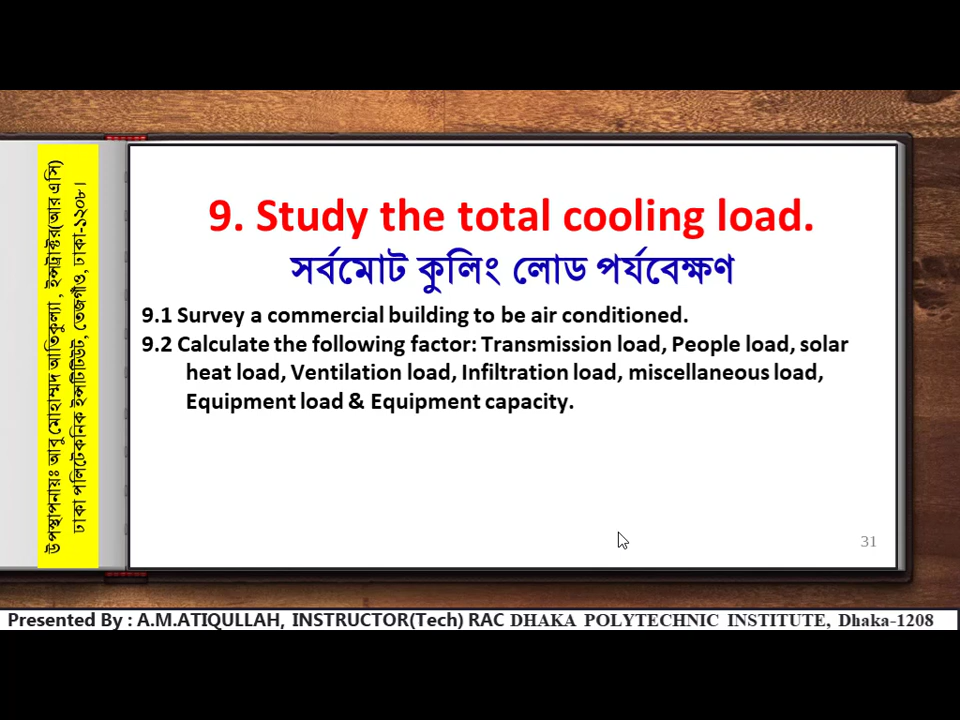 9. Study the total cooling load.
সর্বমোট কুলিং লোড পর্যবেক্ষণ
9.1 Survey a commercial building to be air conditioned.
9.2 Calculate the following factor: Transmission load, People load, solar
heat load, Ventilation load, Infiltration load, miscellaneous load,
Equipment load & Equipment capacity.
31
উপস্থাপনায়ঃ আবু মোহাম্মদ আতিকুল্যা, ইন্সট্রাক্টর(আর এসি)
ঢাকা পলিটেকনিক ইন্সটিটিউট, তেজগাঁও, ঢাকা-১২০৮।
Presented By : A.M.ATIQULLAH, INSTRUCTOR(Tech) RAC DHAKA POLYTECHNIC INSTITUTE, Dhaka-1208